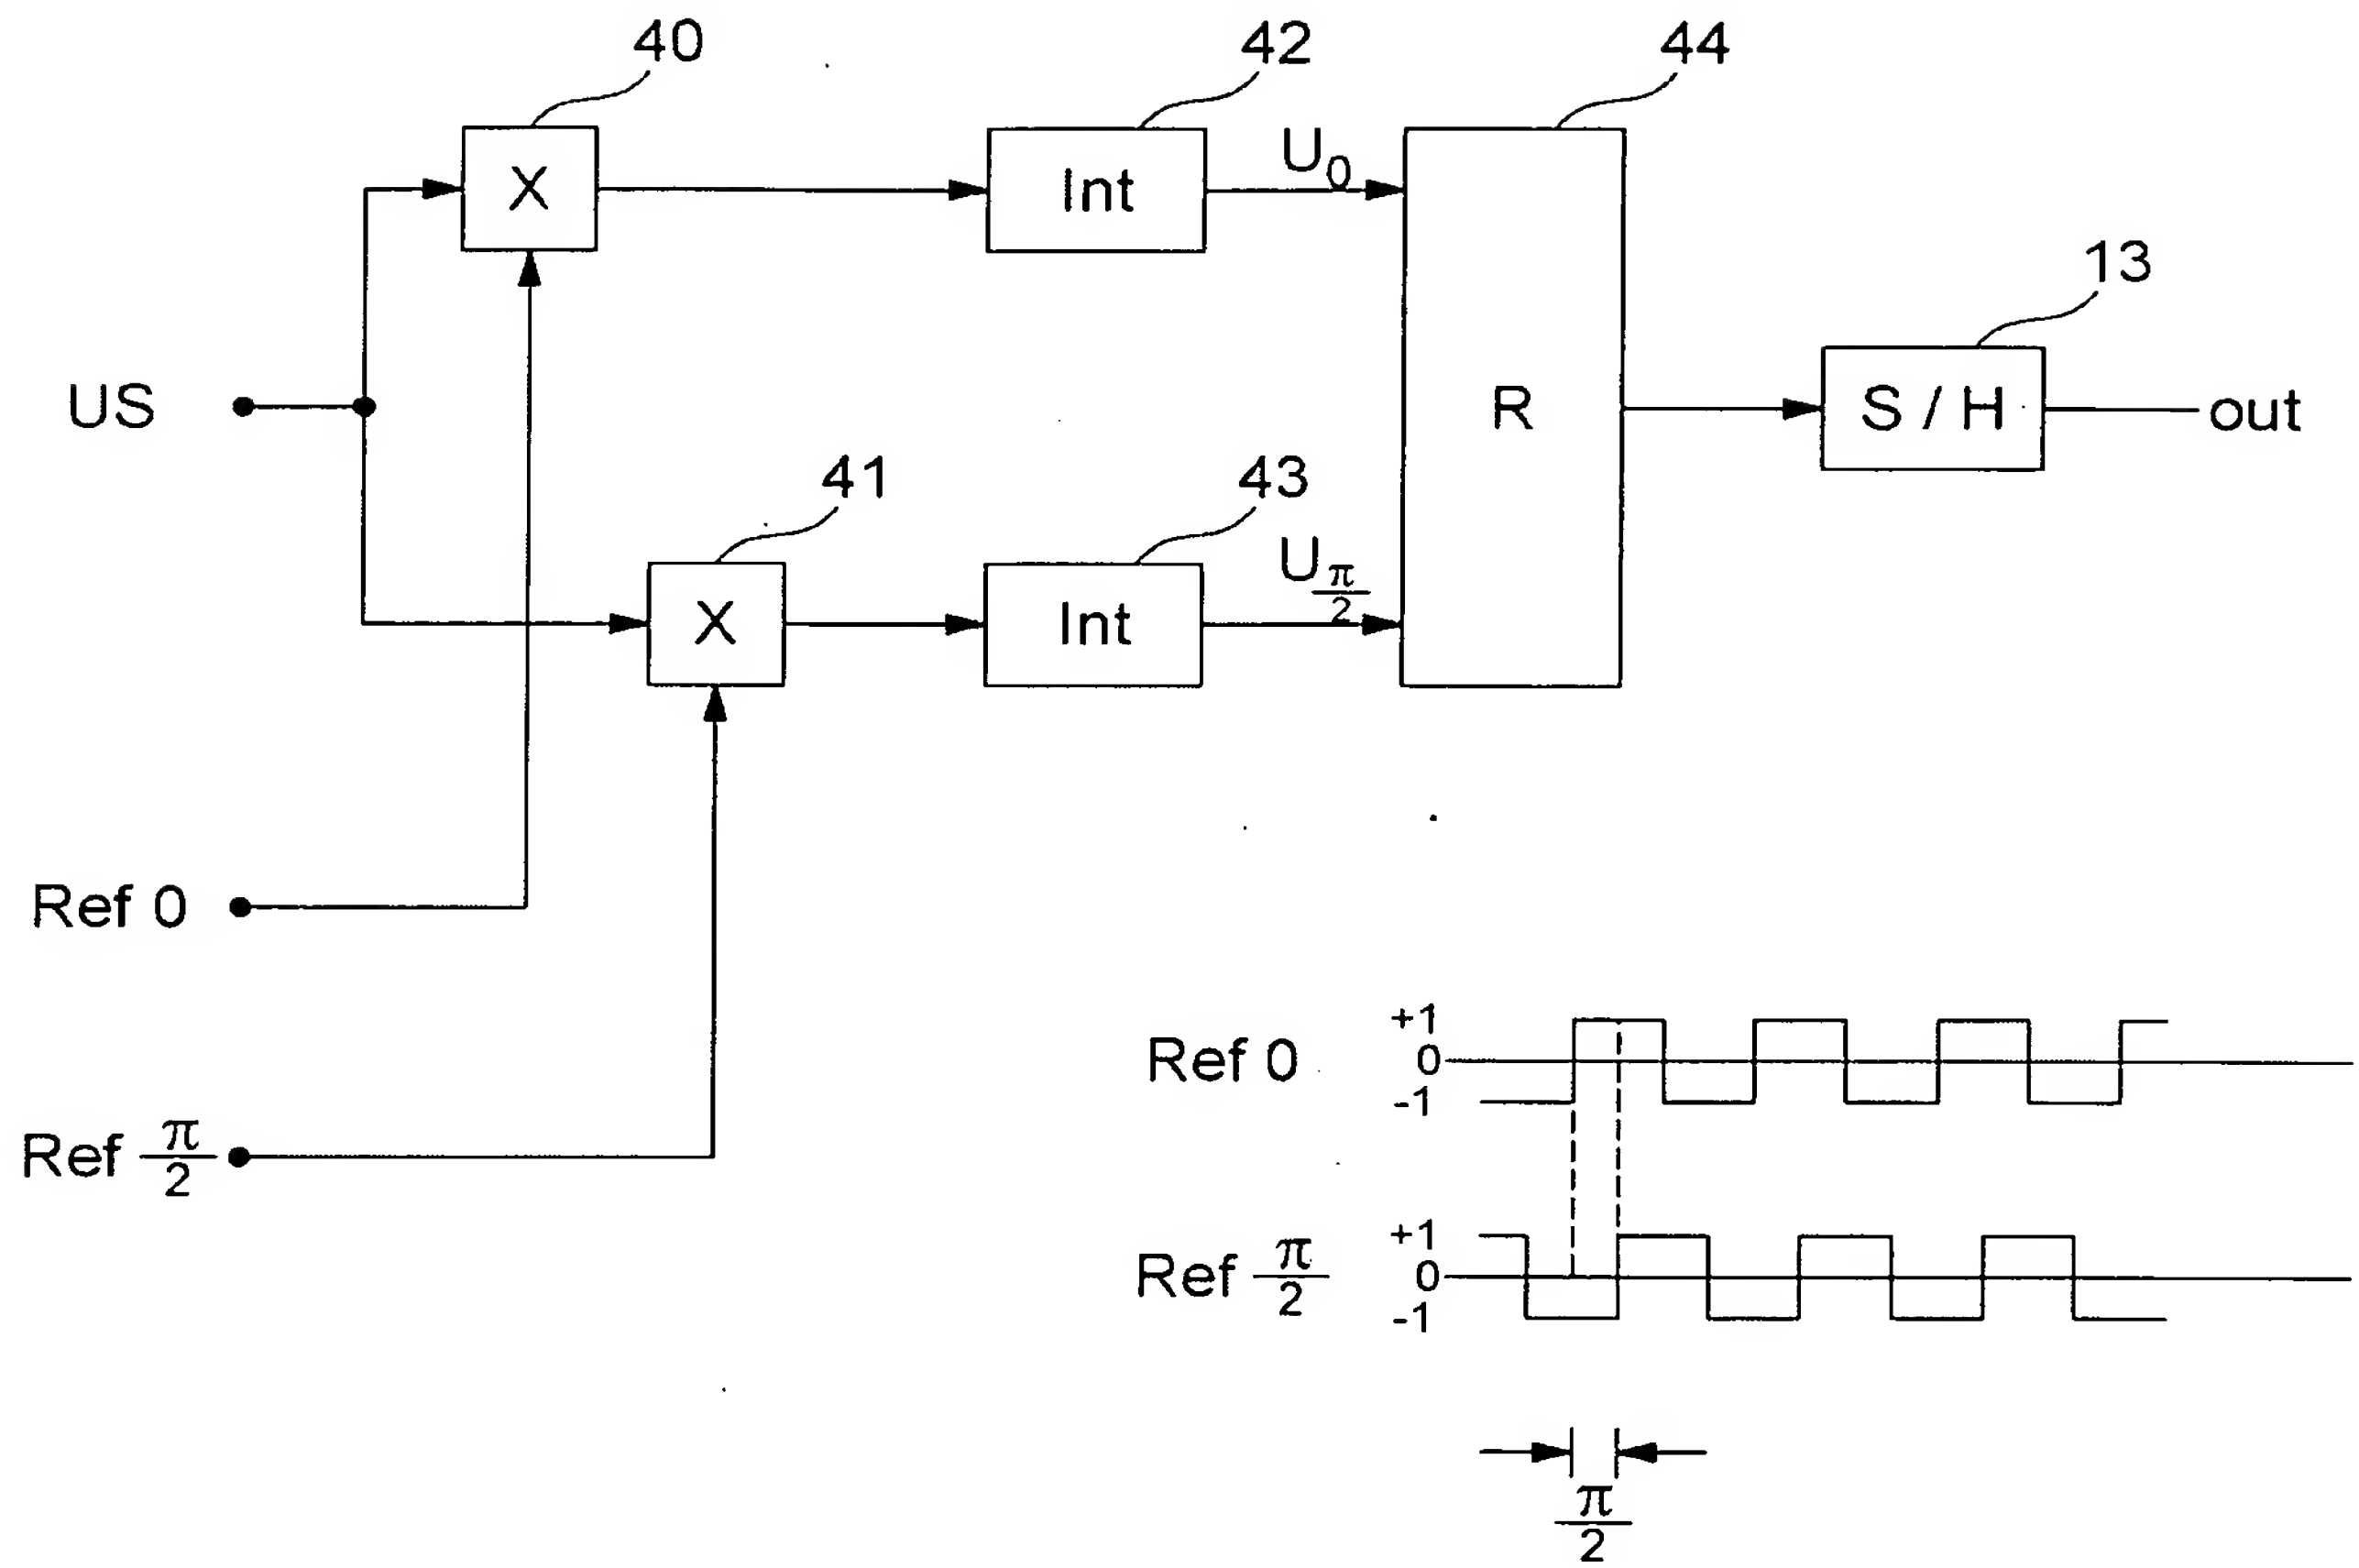 40
42
44
X
Int
U0
13
US
R
S / H
out
41
43
X
Int
Uπ/2
Ref 0
Ref π/2
Ref 0
+1
0
-1
Ref π/2
+1
0
-1
π/2